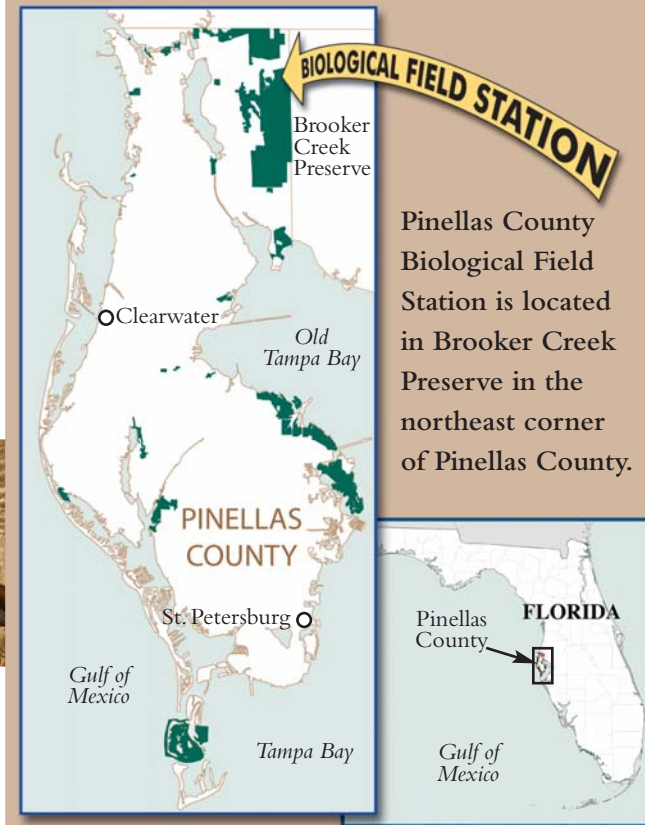 BIOLOGICAL FIELD STATION
Brooker
Creek
Preserve
Clearwater
Old
Tampa Bay
PINELLAS
COUNTY
St. Petersburg
Gulf of
Mexico
Tampa Bay
Pinellas County
Biological Field
Station is located
in Brooker Creek
Preserve in the
northeast corner
of Pinellas County.
Pinellas
County
FLORIDA
Gulf of
Mexico